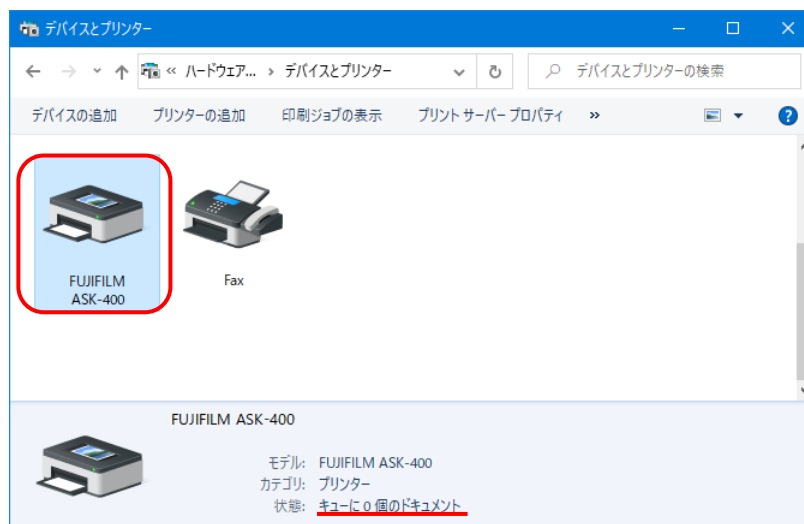 デバイスとプリンター
« ハードウェア... › デバイスとプリンター
デバイスとプリンターの検索
デバイスの追加 プリンターの追加 印刷ジョブの表示 プリント サーバー プロパティ »
?
FUJIFILM
ASK-400
Fax
FUJIFILM ASK-400
モデル: FUJIFILM ASK-400
カテゴリ: プリンター
状態: キューに 0 個のドキュメント